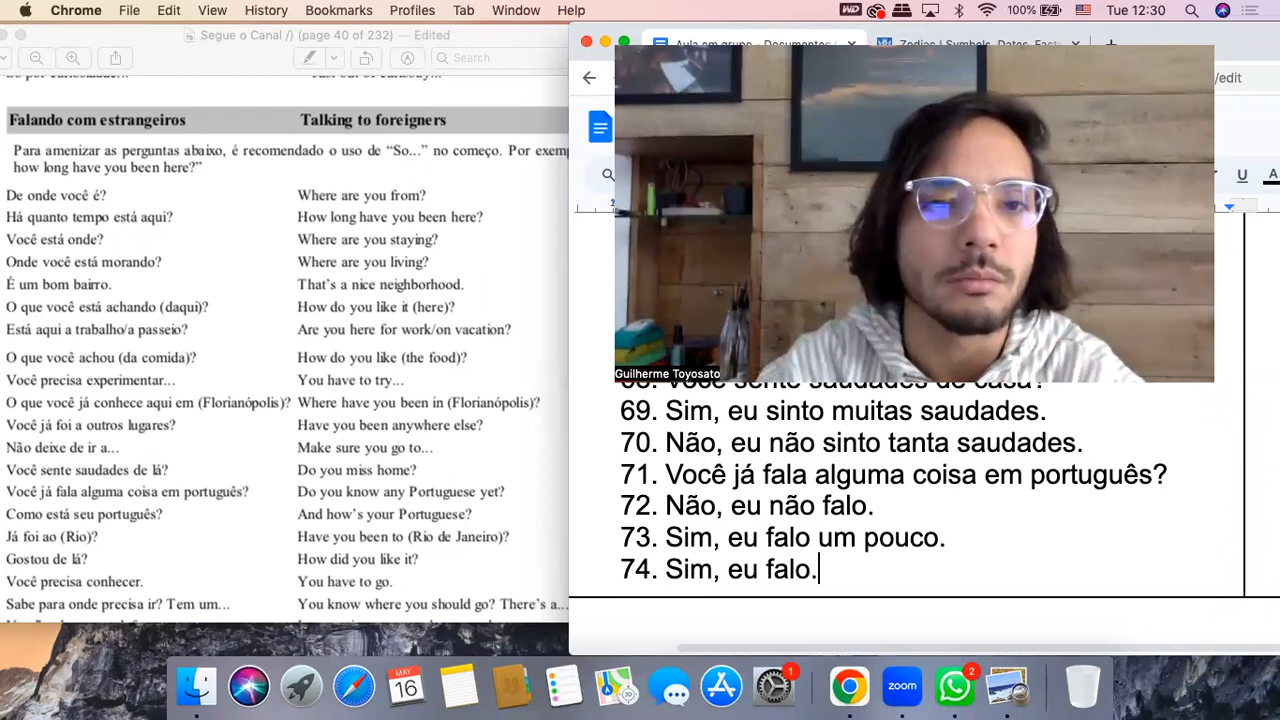 Chrome File Edit View History Bookmarks Profiles Tab Window Help 100% Tue 12:30
Segue o Canal /) (page 40 of 232) — Edited
Search
Falando com estrangeiros Talking to foreigners
Para amenizar as perguntas abaixo, é recomendado o uso de “So...” no começo. Por
how long have you been here?”
De onde você é? Where are you from?
Há quanto tempo está aqui? How long have you been here?
Você está onde? Where are you staying?
Onde você está morando? Where are you living?
É um bom bairro. That’s a nice neighborhood.
O que você está achando (daqui)? How do you like it (here)?
Está aqui a trabalho/a passeio? Are you here for work/on vacation?
O que você achou (da comida)? How do you like (the food)?
Você precisa experimentar... You have to try...
O que você já conhece aqui em (Florianópolis)? Where have you been in (Florianópolis)?
Você já foi a outros lugares? Have you been anywhere else?
Não deixe de ir a... Make sure you go to...
Você sente saudades de lá? Do you miss home?
Você já fala alguma coisa em português? Do you know any Portuguese yet?
Como está seu português? And how’s your Portuguese?
Já foi ao (Rio)? Have you been to (Rio de Janeiro)?
Gostou de lá? How did you like it?
Você precisa conhecer. You have to go.
Sabe para onde precisa ir? Tem um... You know where you should go? There’s a...
/edit
U A
Guilherme Toyosato
69. Sim, eu sinto muitas saudades.
70. Não, eu não sinto tanta saudades.
71. Você já fala alguma coisa em português?
72. Não, eu não falo.
73. Sim, eu falo um pouco.
74. Sim, eu falo.
MAY
16
zoom
1
2